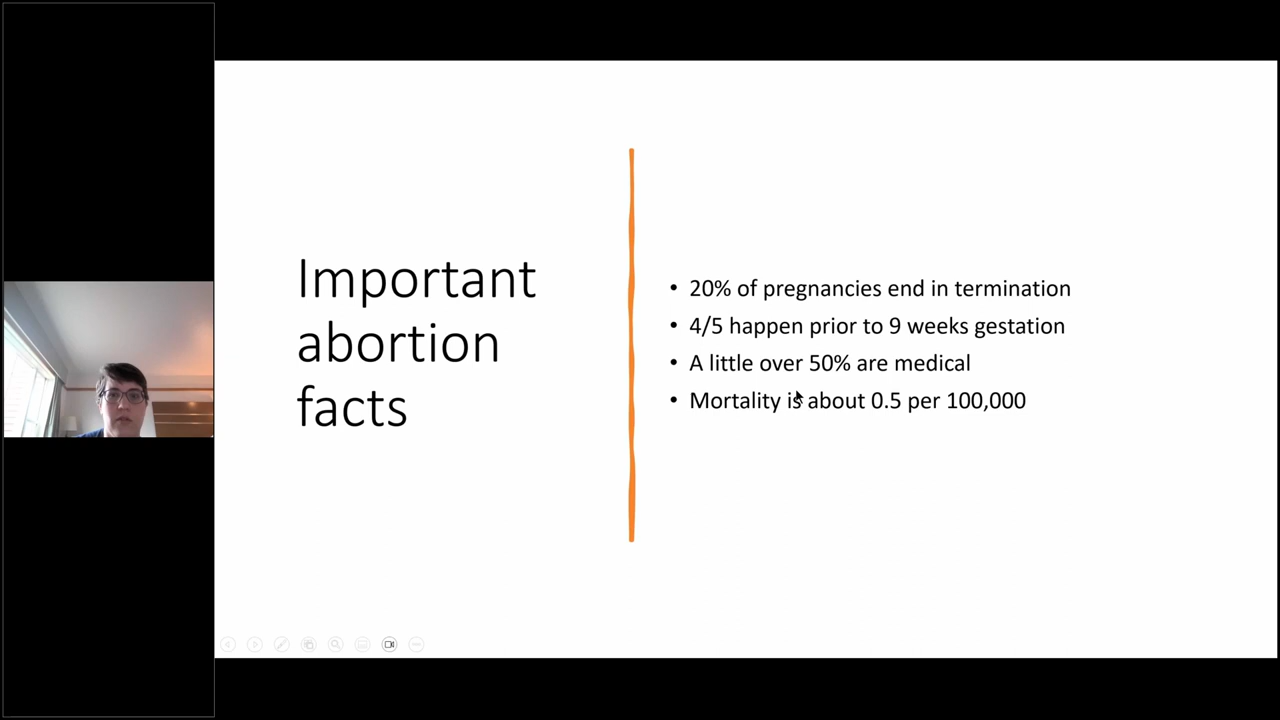 Important
abortion
facts
• 20% of pregnancies end in termination
• 4/5 happen prior to 9 weeks gestation
• A little over 50% are medical
• Mortality is about 0.5 per 100,000